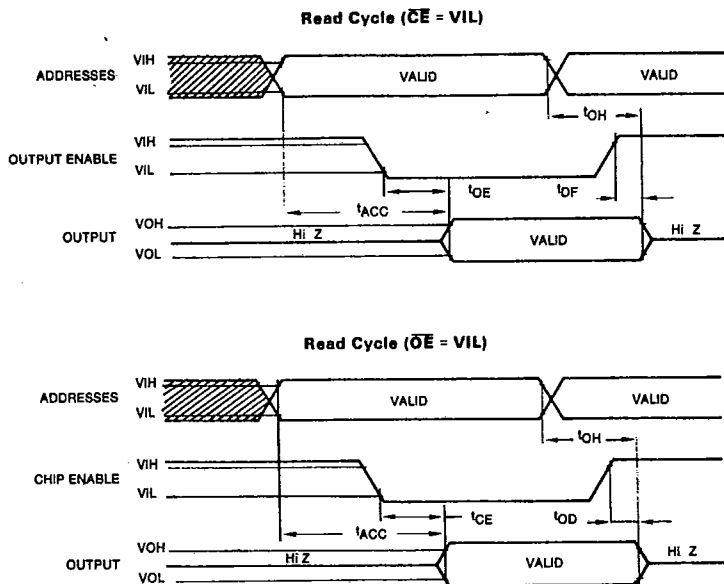 Read Cycle (CE = VIL)
VIH
ADDRESSES
VALID
VIL
VIH
tOH
OUTPUT ENABLE
VIL
tOE
tDF
tACC
VOH
OUTPUT
Hi Z
VALID
Hi Z
VOL
Read Cycle (OE = VIL)
VIH
ADDRESSES
VALID
VALID
VIL
VIH
tOH
CHIP ENABLE
VIL
tCE
tOD
tACC
VOH
OUTPUT
Hi Z
VALID
Hi Z
VOL